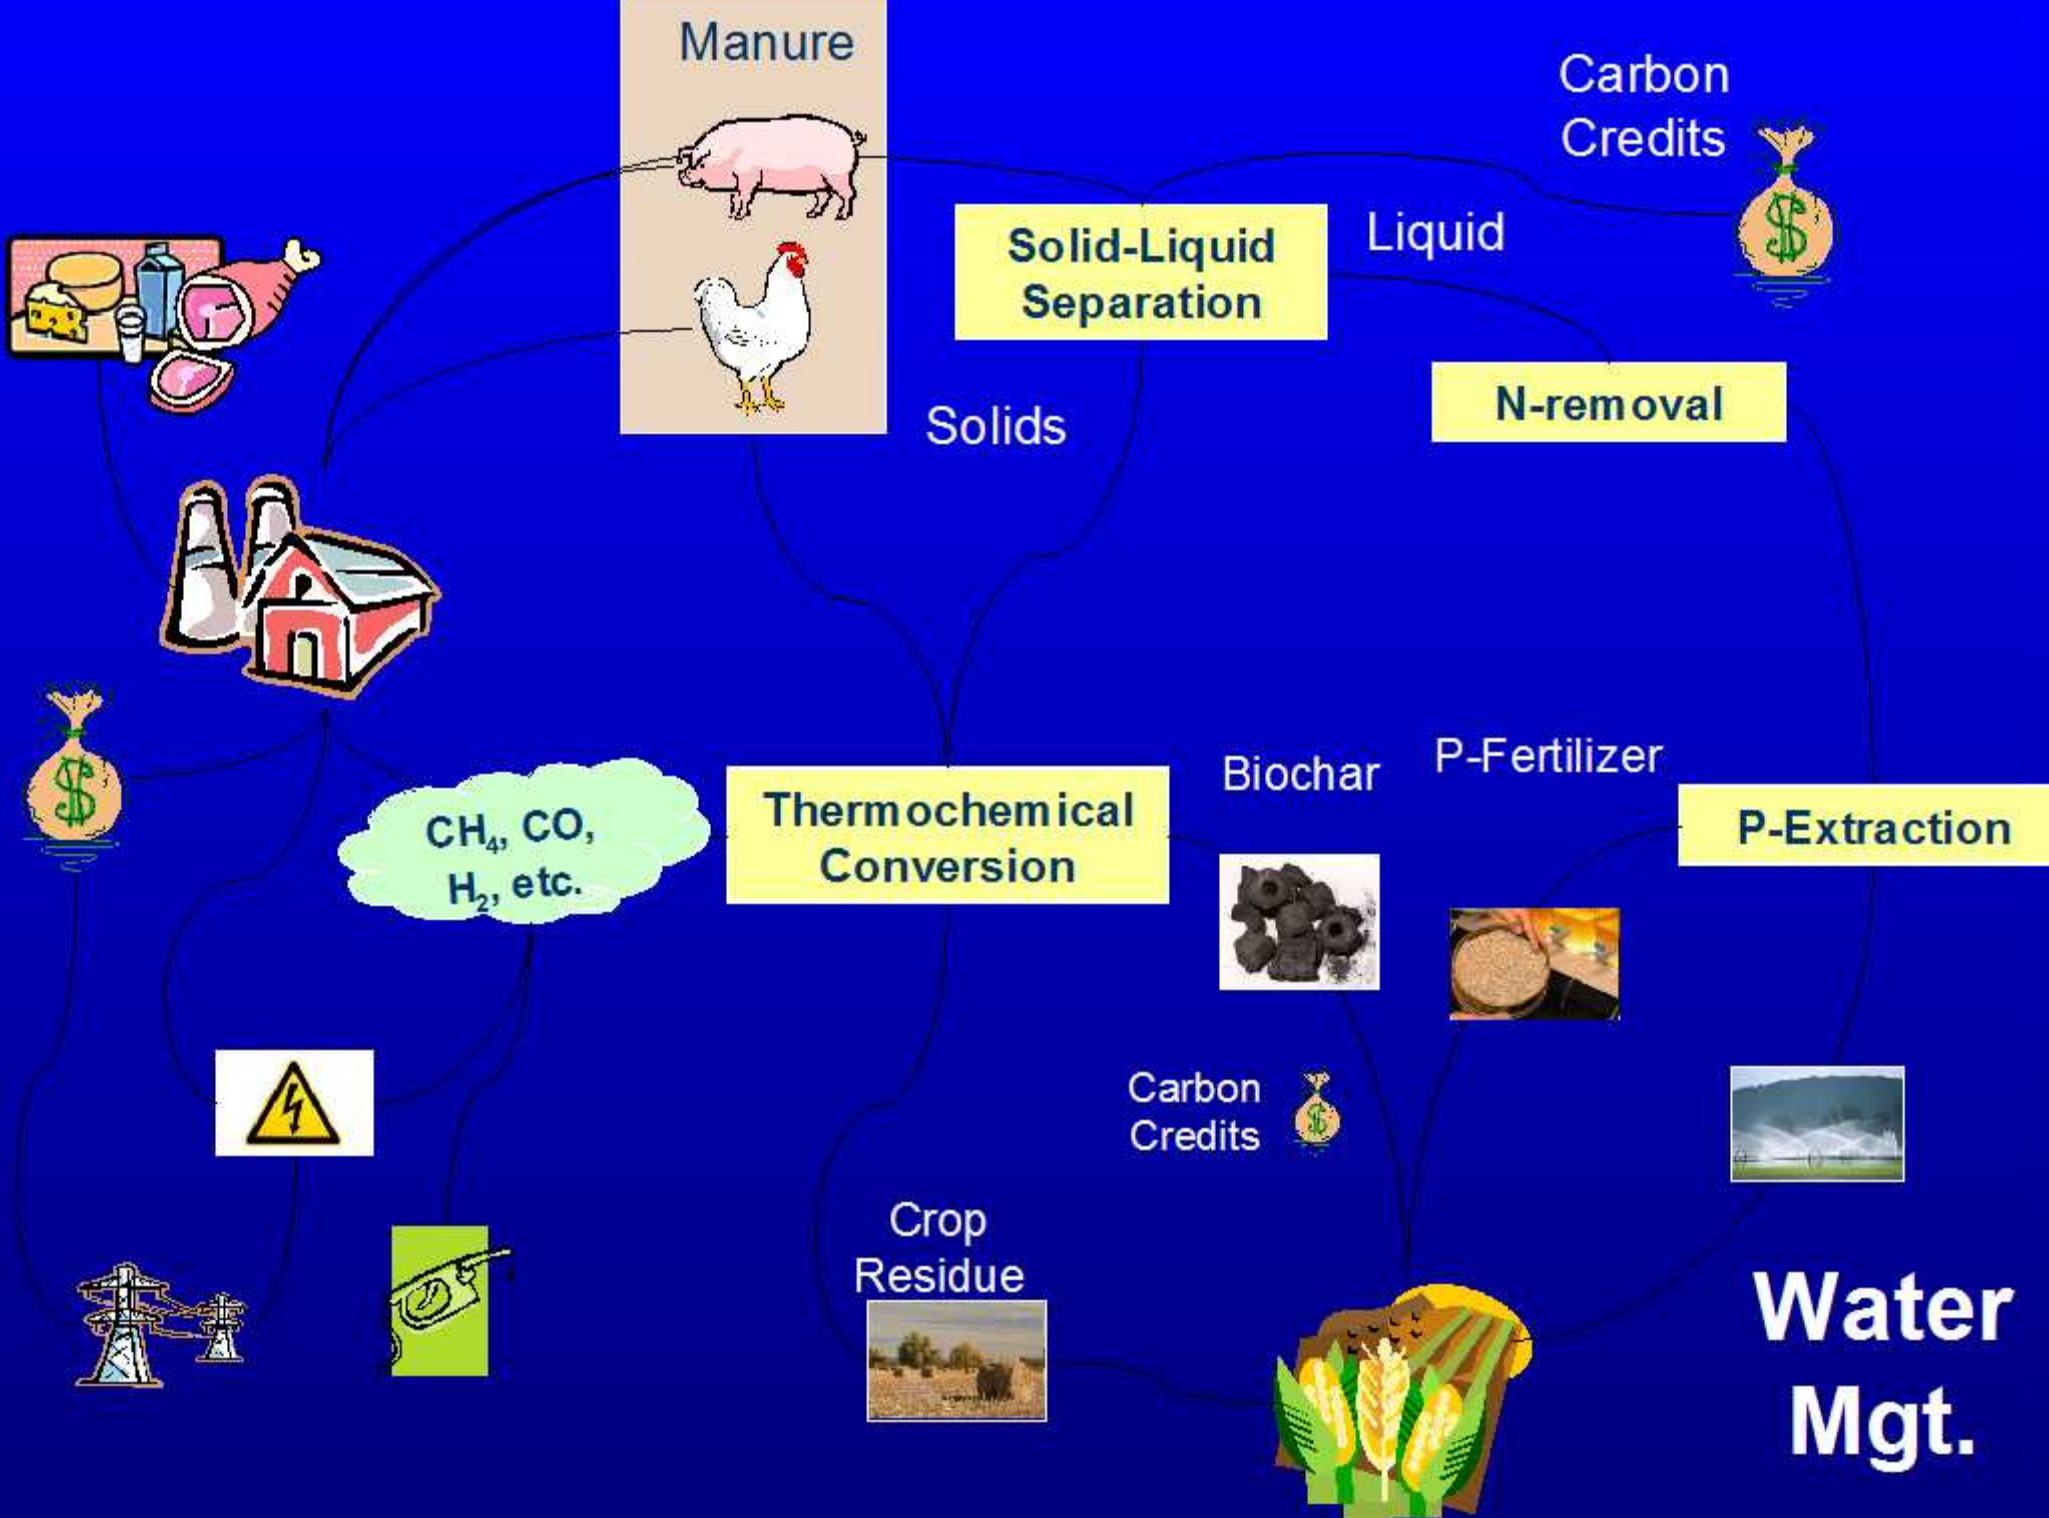 Manure
Carbon
Credits
Solid-Liquid
Separation
Liquid
N-removal
Solids
CH₄, CO,
H₂, etc.
Thermochemical
Conversion
Biochar
P-Fertilizer
P-Extraction
Carbon
Credits
Crop
Residue
Water
Mgt.
$
$
$